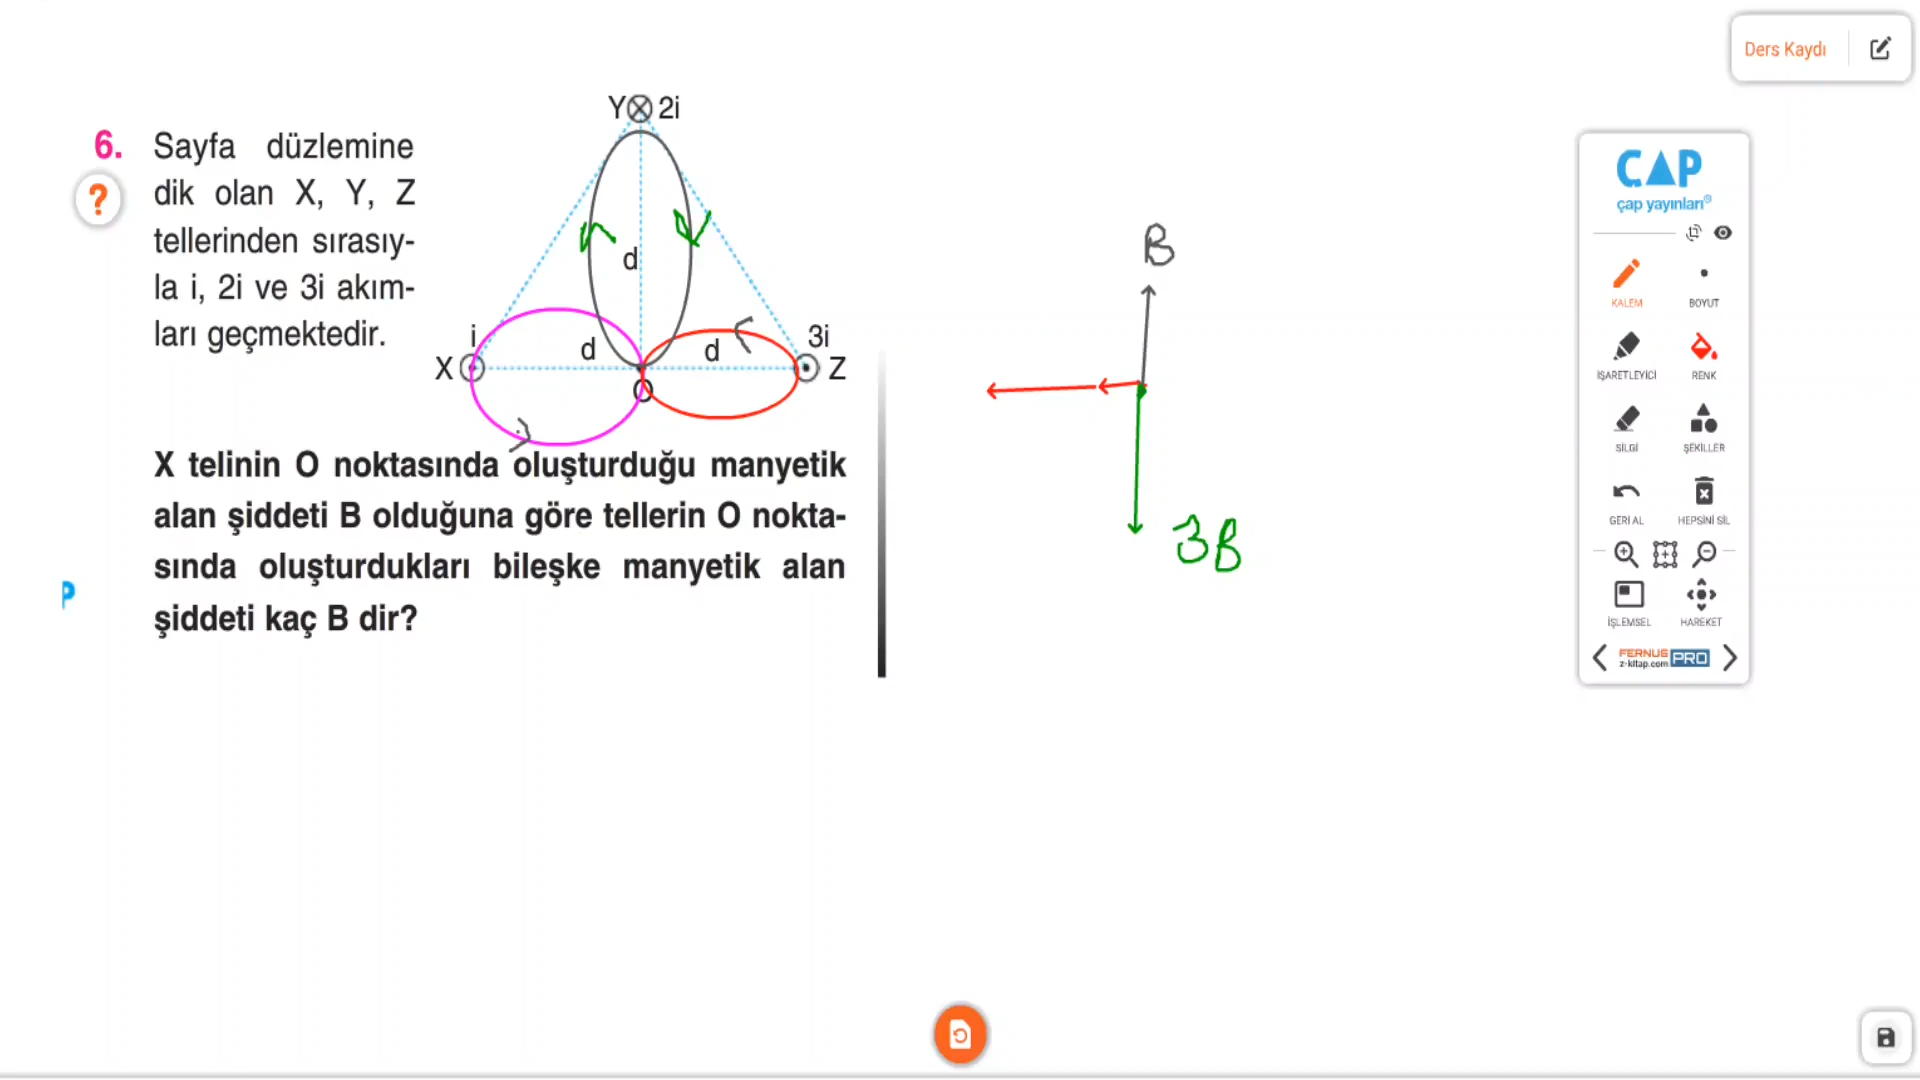 Ders Kaydı
Y 2i
6. Sayfa düzlemine
dik olan X, Y, Z
tellerinden sırasıy-
la i, 2i ve 3i akım-
ları geçmektedir.
?
d
i
d
d
3i
X
O
Z
X telinin O noktasında oluşturduğu manyetik
alan şiddeti B olduğuna göre tellerin O nokta-
sında oluşturdukları bileşke manyetik alan
şiddeti kaç B dir?
P
B
3B
ÇAP
çap yayınları®
KALEM
BOYUT
İŞARETLEYİCİ
RENK
SİLGİ
ŞEKİLLER
GERİ AL
HEPSİNİ SİL
İŞLEMSEL
HAREKET
FERNUS
z-kitap.com PRO